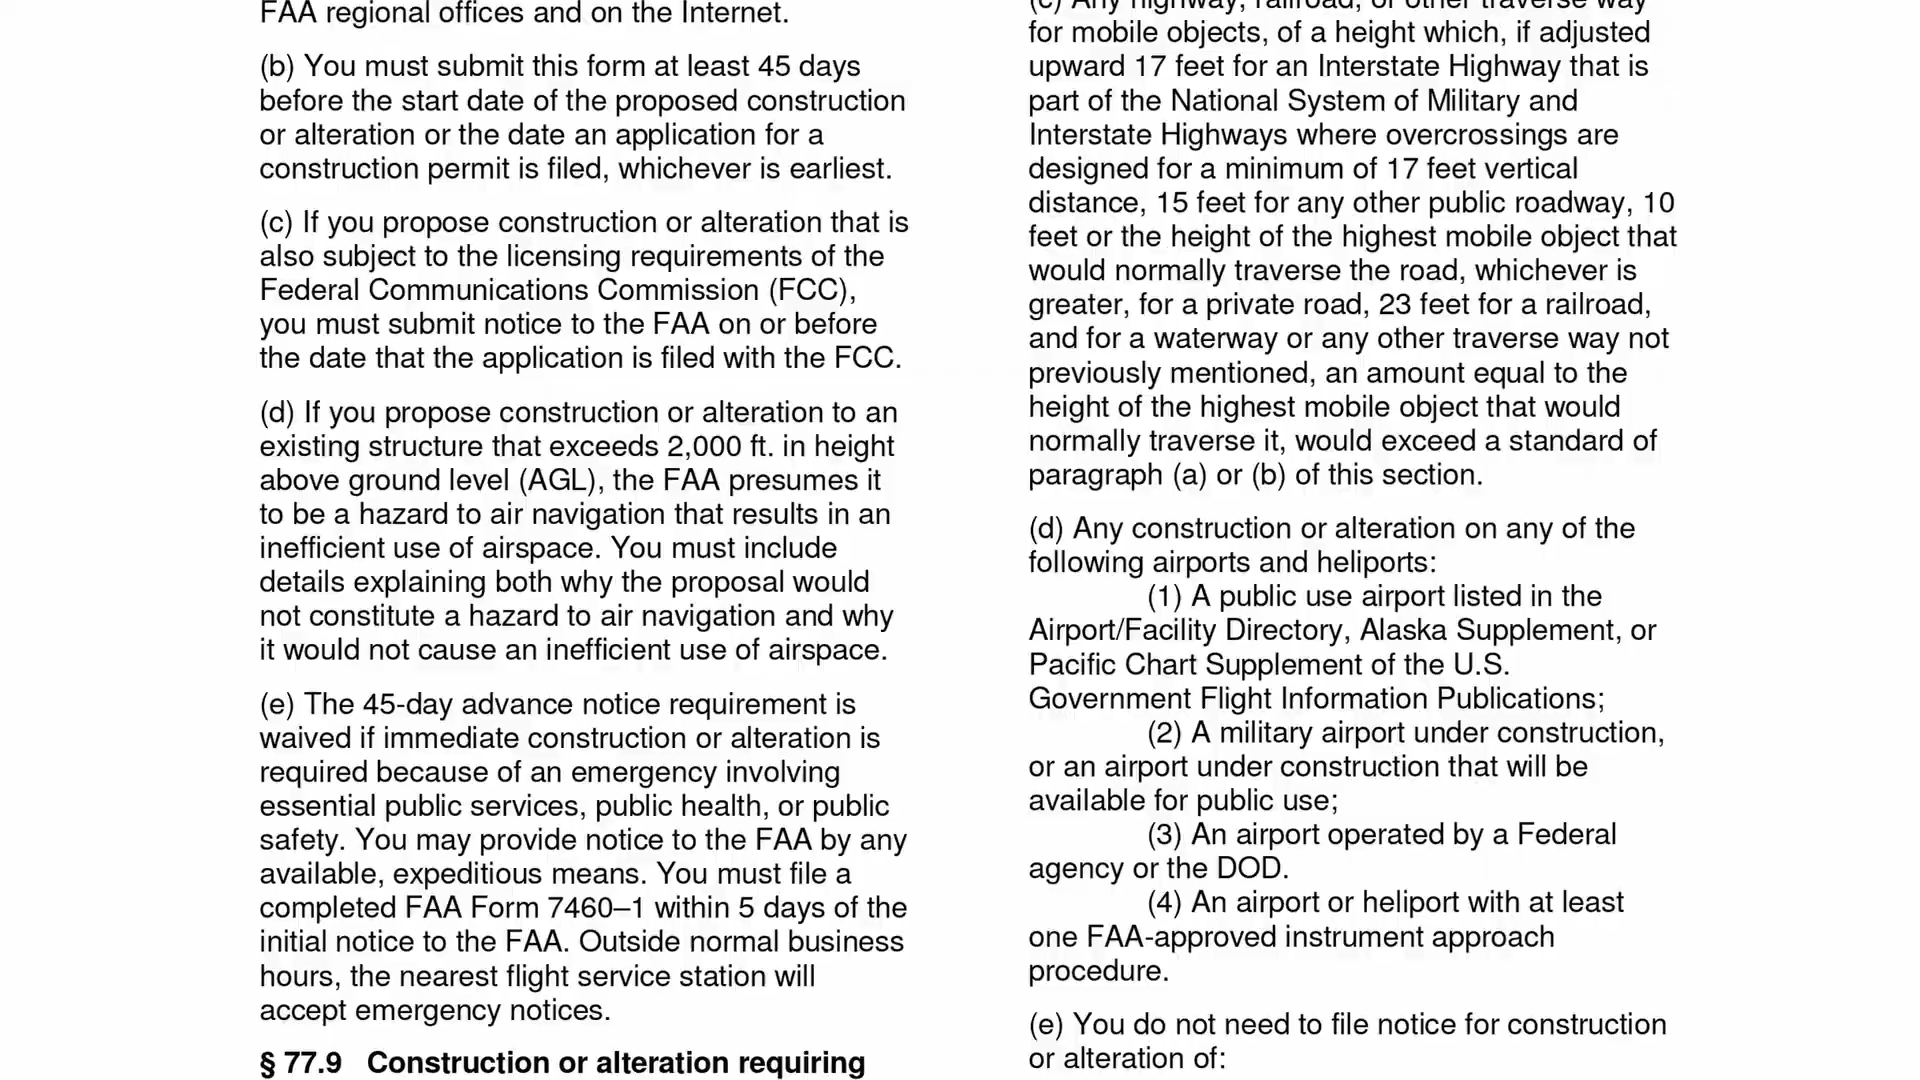 FAA regional offices and on the Internet.
(b) You must submit this form at least 45 days
before the start date of the proposed construction
or alteration or the date an application for a
construction permit is filed, whichever is earliest.
(c) If you propose construction or alteration that is
also subject to the licensing requirements of the
Federal Communications Commission (FCC),
you must submit notice to the FAA on or before
the date that the application is filed with the FCC.
(d) If you propose construction or alteration to an
existing structure that exceeds 2,000 ft. in height
above ground level (AGL), the FAA presumes it
to be a hazard to air navigation that results in an
inefficient use of airspace. You must include
details explaining both why the proposal would
not constitute a hazard to air navigation and why
it would not cause an inefficient use of airspace.
(e) The 45-day advance notice requirement is
waived if immediate construction or alteration is
required because of an emergency involving
essential public services, public health, or public
safety. You may provide notice to the FAA by any
available, expeditious means. You must file a
completed FAA Form 7460–1 within 5 days of the
initial notice to the FAA. Outside normal business
hours, the nearest flight service station will
accept emergency notices.
§ 77.9 Construction or alteration requiring
(c) Any highway, railroad, or other traverse way
for mobile objects, of a height which, if adjusted
upward 17 feet for an Interstate Highway that is
part of the National System of Military and
Interstate Highways where overcrossings are
designed for a minimum of 17 feet vertical
distance, 15 feet for any other public roadway, 10
feet or the height of the highest mobile object that
would normally traverse the road, whichever is
greater, for a private road, 23 feet for a railroad,
and for a waterway or any other traverse way not
previously mentioned, an amount equal to the
height of the highest mobile object that would
normally traverse it, would exceed a standard of
paragraph (a) or (b) of this section.
(d) Any construction or alteration on any of the
following airports and heliports:
(1) A public use airport listed in the
Airport/Facility Directory, Alaska Supplement, or
Pacific Chart Supplement of the U.S.
Government Flight Information Publications;
(2) A military airport under construction,
or an airport under construction that will be
available for public use;
(3) An airport operated by a Federal
agency or the DOD.
(4) An airport or heliport with at least
one FAA-approved instrument approach
procedure.
(e) You do not need to file notice for construction
or alteration of: